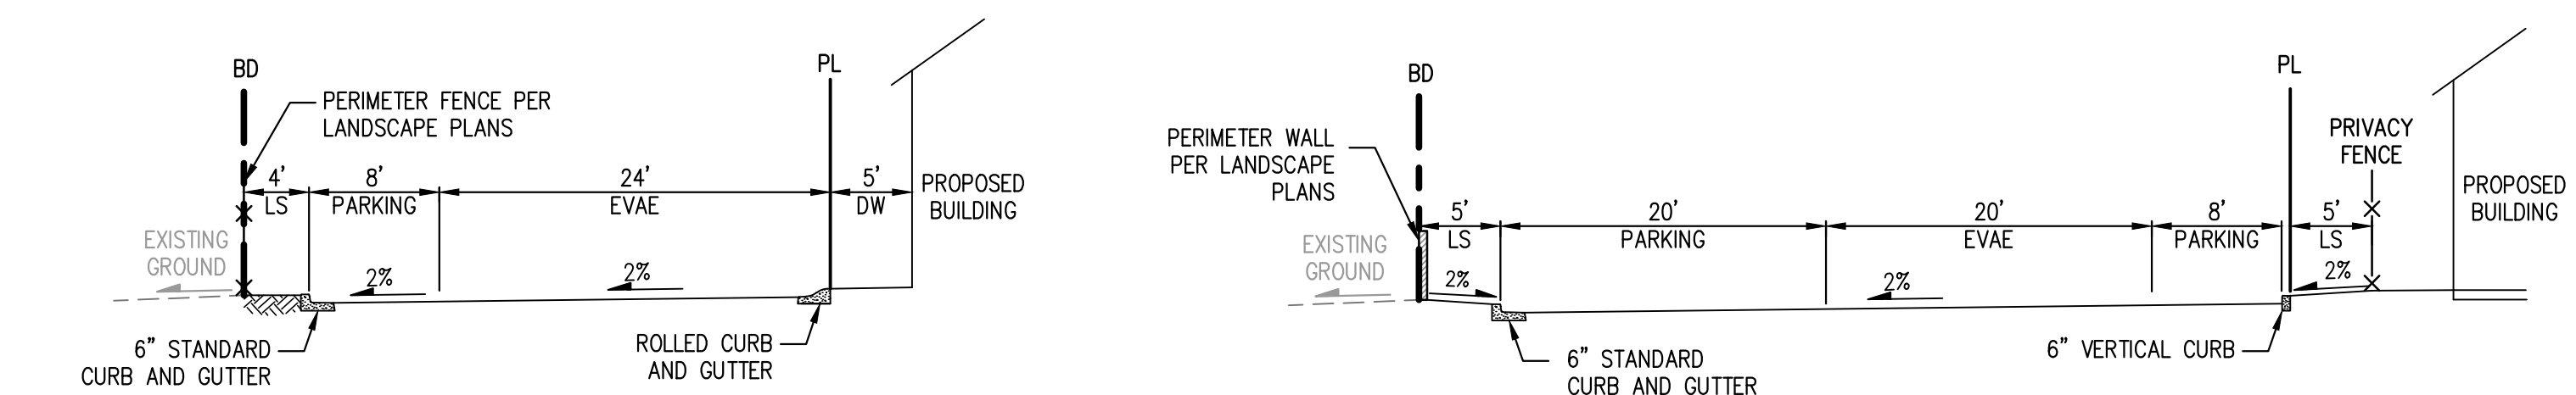 BD
PERIMETER FENCE PER
LANDSCAPE PLANS
PL
4'
LS
8'
PARKING
24'
EVAE
5'
DW
PROPOSED
BUILDING
EXISTING
GROUND
2%
2%
6" STANDARD
CURB AND GUTTER
ROLLED CURB
AND GUTTER
BD
PERIMETER WALL
PER LANDSCAPE
PLANS
PL
PRIVACY
FENCE
5'
LS
20'
PARKING
20'
EVAE
8'
PARKING
5'
LS
PROPOSED
BUILDING
EXISTING
GROUND
2%
2%
2%
6" STANDARD
CURB AND GUTTER
6" VERTICAL CURB